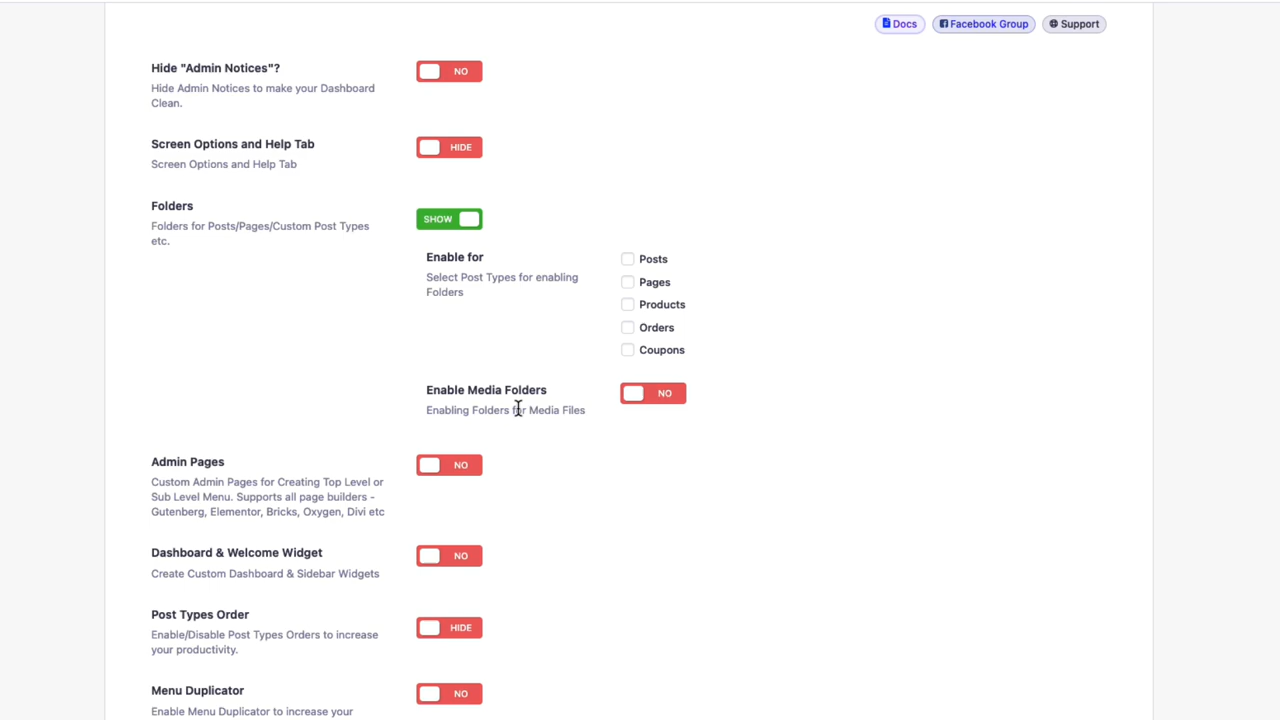 Docs
Facebook Group
Support
Hide "Admin Notices"?
NO
Hide Admin Notices to make your Dashboard
Clean.
Screen Options and Help Tab
HIDE
Screen Options and Help Tab
Folders
SHOW
Folders for Posts/Pages/Custom Post Types
etc.
Enable for
Select Post Types for enabling
Folders
Posts
Pages
Products
Orders
Coupons
Enable Media Folders
NO
Enabling Folders for Media Files
Admin Pages
NO
Custom Admin Pages for Creating Top Level or
Sub Level Menu. Supports all page builders -
Gutenberg, Elementor, Bricks, Oxygen, Divi etc
Dashboard & Welcome Widget
NO
Create Custom Dashboard & Sidebar Widgets
Post Types Order
HIDE
Enable/Disable Post Types Orders to increase
your productivity.
Menu Duplicator
NO
Enable Menu Duplicator to increase your